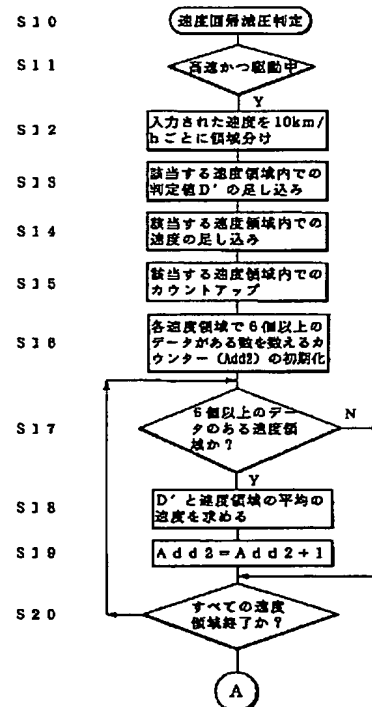 S10
速度回帰減圧判定
S11
高速かつ駆動中
Y
S12
入力された速度を10km/
hごとに領域分け
S13
該当する速度領域内での
判定値D′の足し込み
S14
該当する速度領域内での
速度の足し込み
S15
該当する速度領域内での
カウントアップ
S16
各速度領域で6個以上の
データがある数を数えるカ
ウンター(Add2)の初期化
S17
6個以上のデー
タのある速度領
域か?
N
Y
S18
D′と速度領域の平均の
速度を求める
S19
Add2=Add2+1
S20
すべての速度
領域終了か?
A